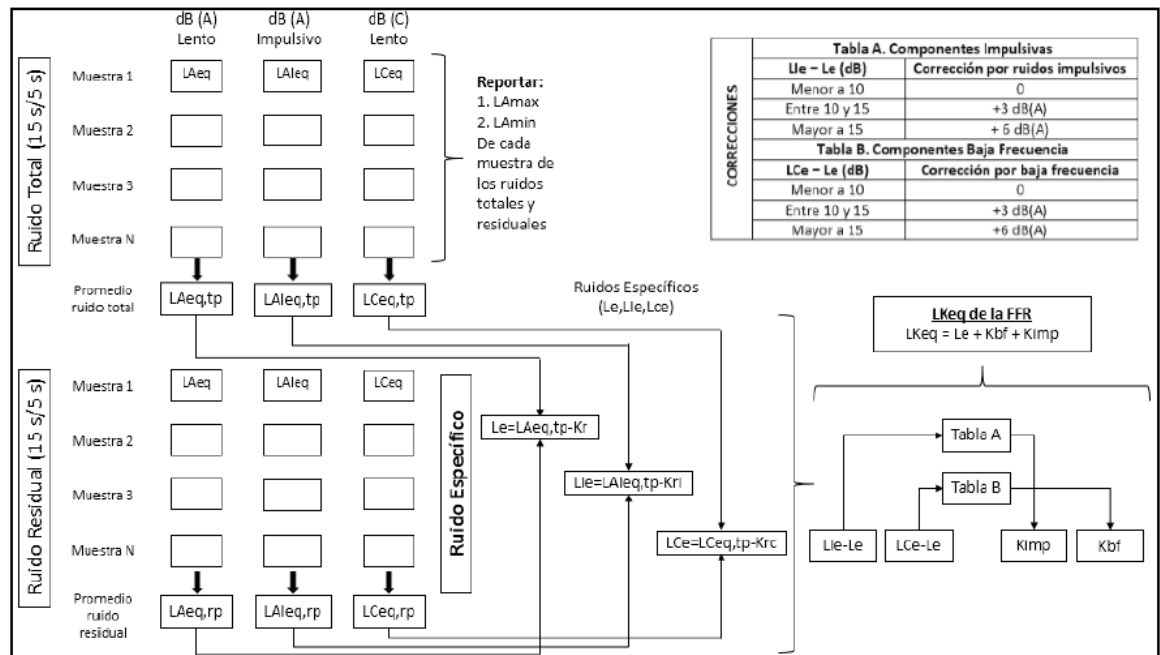 dB (A) Lento
dB (A) Impulsivo
dB (C) Lento
Ruido Total (15 s/5 s)
Muestra 1
LAeq
LAIeq
LCeq
Muestra 2
Muestra 3
Muestra N
Reportar:
1. LAmax
2. LAmin
De cada
muestra de
los ruidos
totales y
residuales
Promedio
ruido total
LAeq,tp
LAIeq,tp
LCeq,tp
Ruidos Específicos
(Le,LIe,Lce)
CORRECCIONES
Tabla A. Componentes Impulsivas
LIe – Le (dB) Corrección por ruidos impulsivos
Menor a 10 0
Entre 10 y 15 +3 dB(A)
Mayor a 15 + 6 dB(A)
Tabla B. Componentes Baja Frecuencia
LCe – Le (dB) Corrección por baja frecuencia
Menor a 10 0
Entre 10 y 15 +3 dB(A)
Mayor a 15 +6 dB(A)
Ruido Residual (15 s/5 s)
Muestra 1
LAeq
LAIeq
LCeq
Muestra 2
Muestra 3
Muestra N
Promedio
ruido
residual
LAeq,rp
LAIeq,rp
LCeq,rp
Ruido Específico
Le=LAeq,tp-Kr
LIe=LAIeq,tp-KrI
LCe=LCeq,tp-Krc
LKeq de la FFR
LKeq = Le + Kbf + Kimp
Tabla A
Tabla B
LIe-Le
LCe-Le
Kimp
Kbf